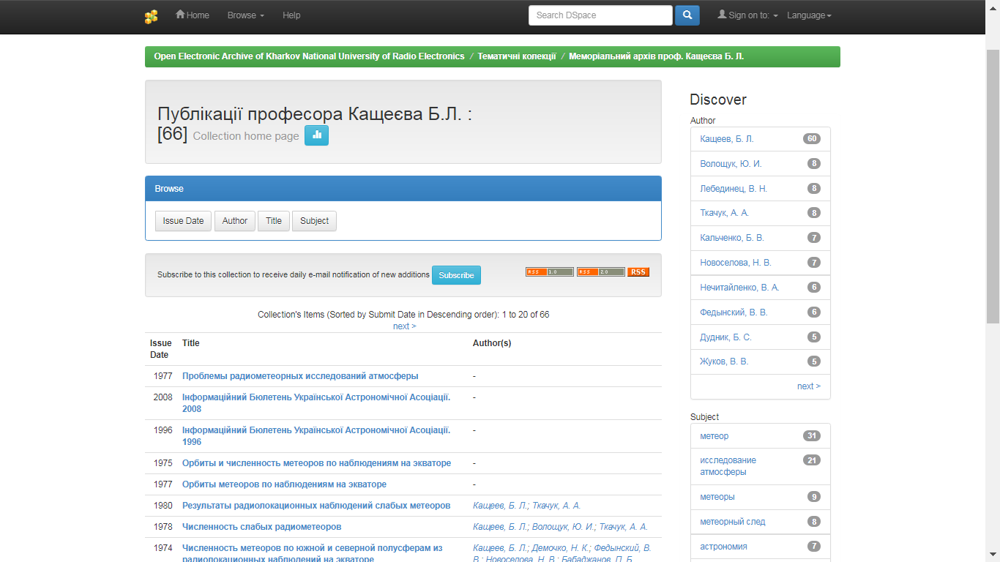 Home Browse Help Search DSpace Sign on to: Language
Open Electronic Archive of Kharkov National University of Radio Electronics / Тематичні колекції / Меморіальний архів проф. Кащеєва Б. Л.
Публікації професора Кащеєва Б.Л. :
[66] Collection home page
Browse
Issue Date Author Title Subject
Subscribe to this collection to receive daily e-mail notification of new additions Subscribe RSS 1.0 RSS 2.0 RSS
Collection's Items (Sorted by Submit Date in Descending order): 1 to 20 of 66
next >
Issue Date Title Author(s)
1977 Проблемы радиометеорных исследований атмосферы -
2008 Інформаційний Бюлетень Української Астрономічної Асоціації. -
2008
1996 Інформаційний Бюлетень Української Астрономічної Асоціації. -
1996
1975 Орбиты и численность метеоров по наблюдениям на экваторе -
1977 Орбиты метеоров по наблюдениям на экваторе -
1980 Результаты радиолокационных наблюдений слабых метеоров Кащеев, Б. Л.; Ткачук, А. А.
1978 Численность слабых радиометеоров Кащеев, Б. Л.; Волощук, Ю. И.; Ткачук, А. А.
1974 Численность метеоров по южной и северной полусферам из Кащеев, Б. Л.; Демочко, Н. К.; Федынский, В.
радиолокационных наблюдений на экваторе В.; Новоселова, Н. В.; Бабаджанов, П. Б.
Discover
Author
Кащеев, Б. Л. 60
Волощук, Ю. И. 8
Лебединец, В. Н. 8
Ткачук, А. А. 8
Кальченко, Б. В. 7
Новоселова, Н. В. 7
Нечитайленко, В. А. 6
Федынский, В. В. 6
Дудник, Б. С. 5
Жуков, В. В. 5
next >
Subject
метеор 31
исследование 21
атмосферы
метеоры 9
метеорный след 8
астрономия 7